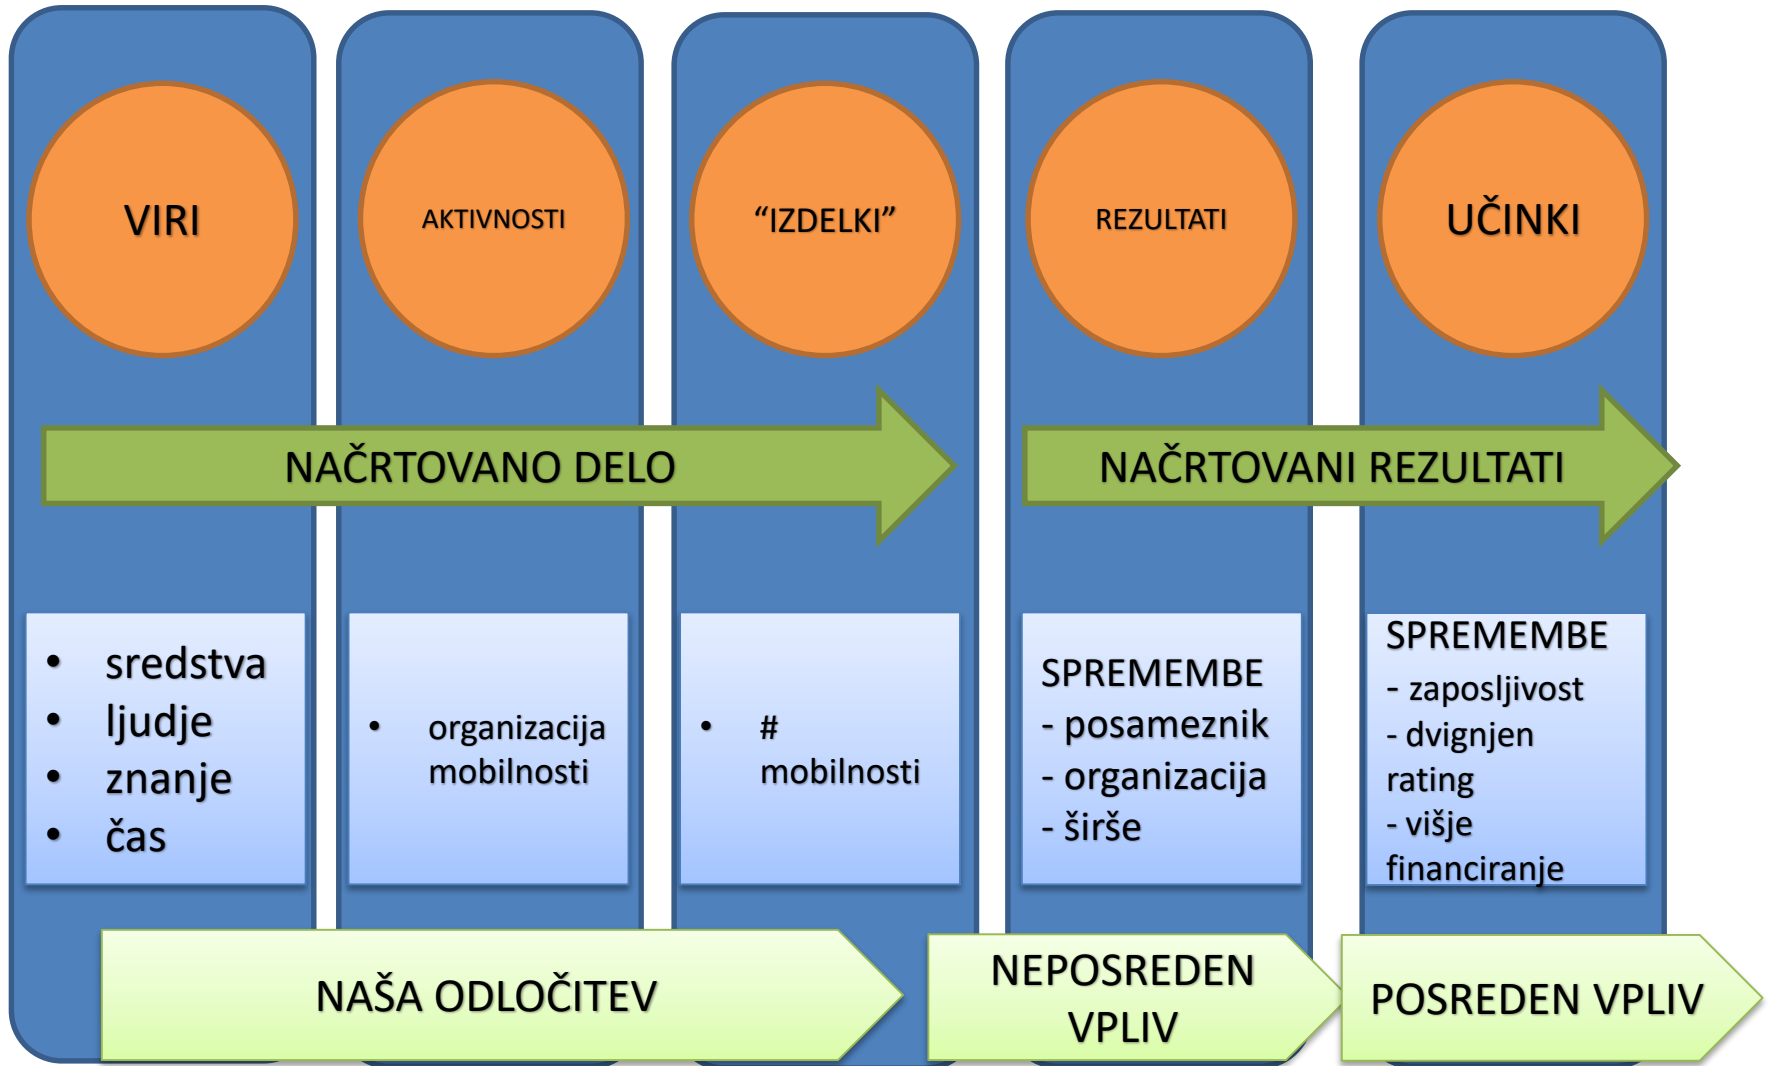 VIRI
AKTIVNOSTI
“IZDELKI”
REZULTATI
UČINKI
NAČRTOVANO DELO
NAČRTOVANI REZULTATI
• sredstva
• ljudje
• znanje
• čas
• organizacija
mobilnosti
• #
mobilnosti
SPREMEMBE
- posameznik
- organizacija
- širše
SPREMEMBE
- zaposljivost
- dvignjen
rating
- višje
financiranje
NAŠA ODLOČITEV
NEPOSREDEN
VPLIV
POSREDEN VPLIV